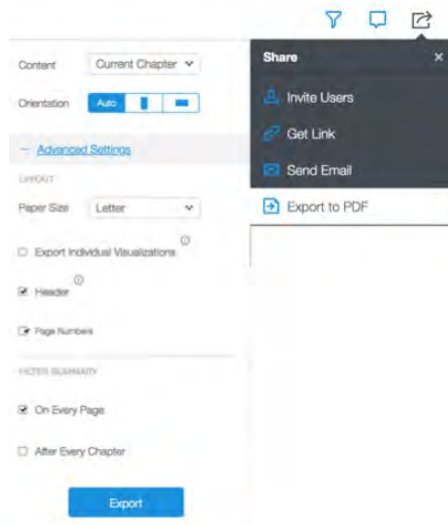 Content Current Chapter
Orientation Auto
Advanced Settings
LAYOUT
Paper Size Letter
Export Individual Visualizations
Header
Page Numbers
FILTER SUMMARY
On Every Page
After Every Chapter
Export
Share ×
Invite Users
Get Link
Send Email
Export to PDF